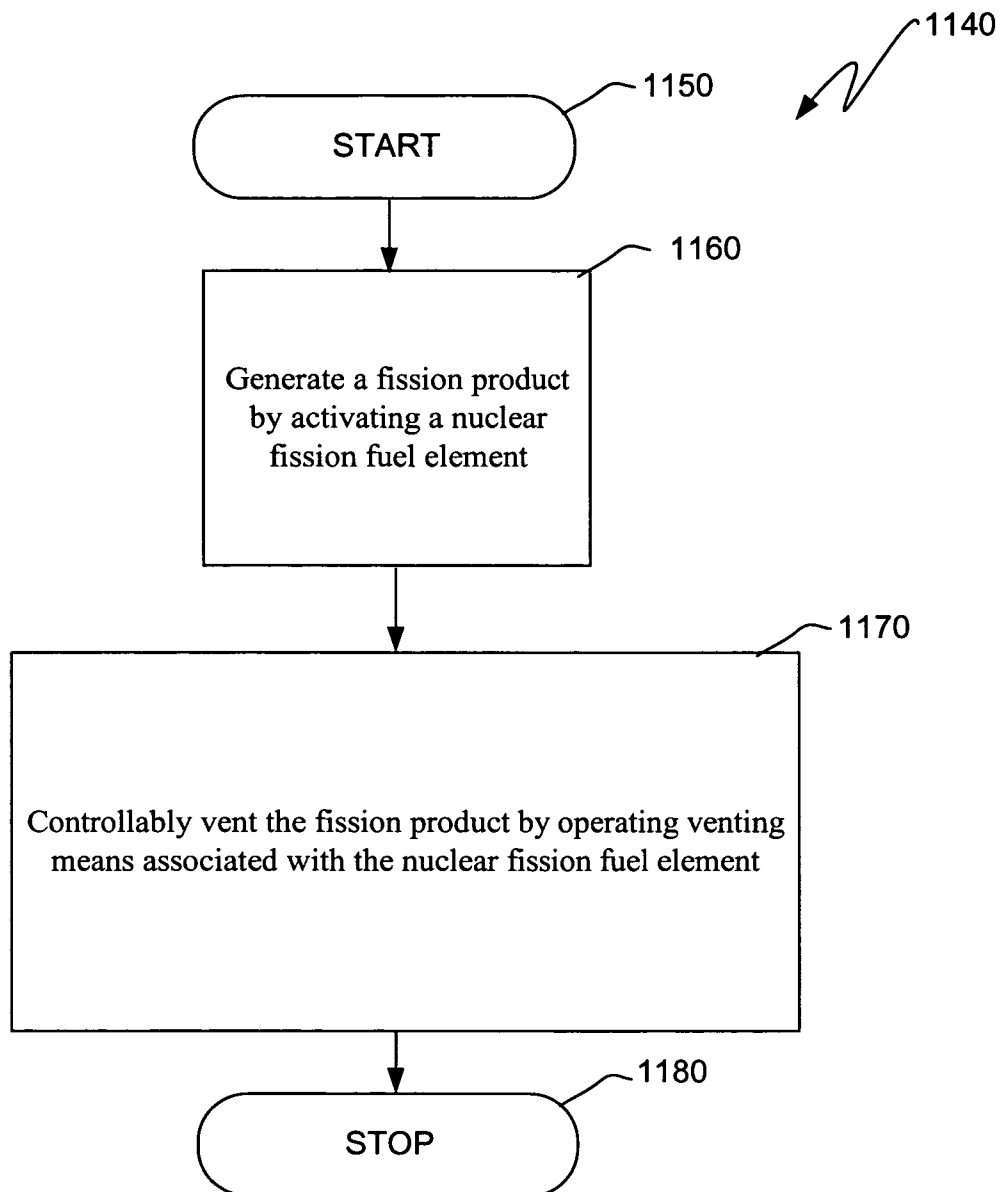 1140
1150
START
1160
Generate a fission product
by activating a nuclear
fission fuel element
1170
Controllably vent the fission product by operating venting
means associated with the nuclear fission fuel element
1180
STOP